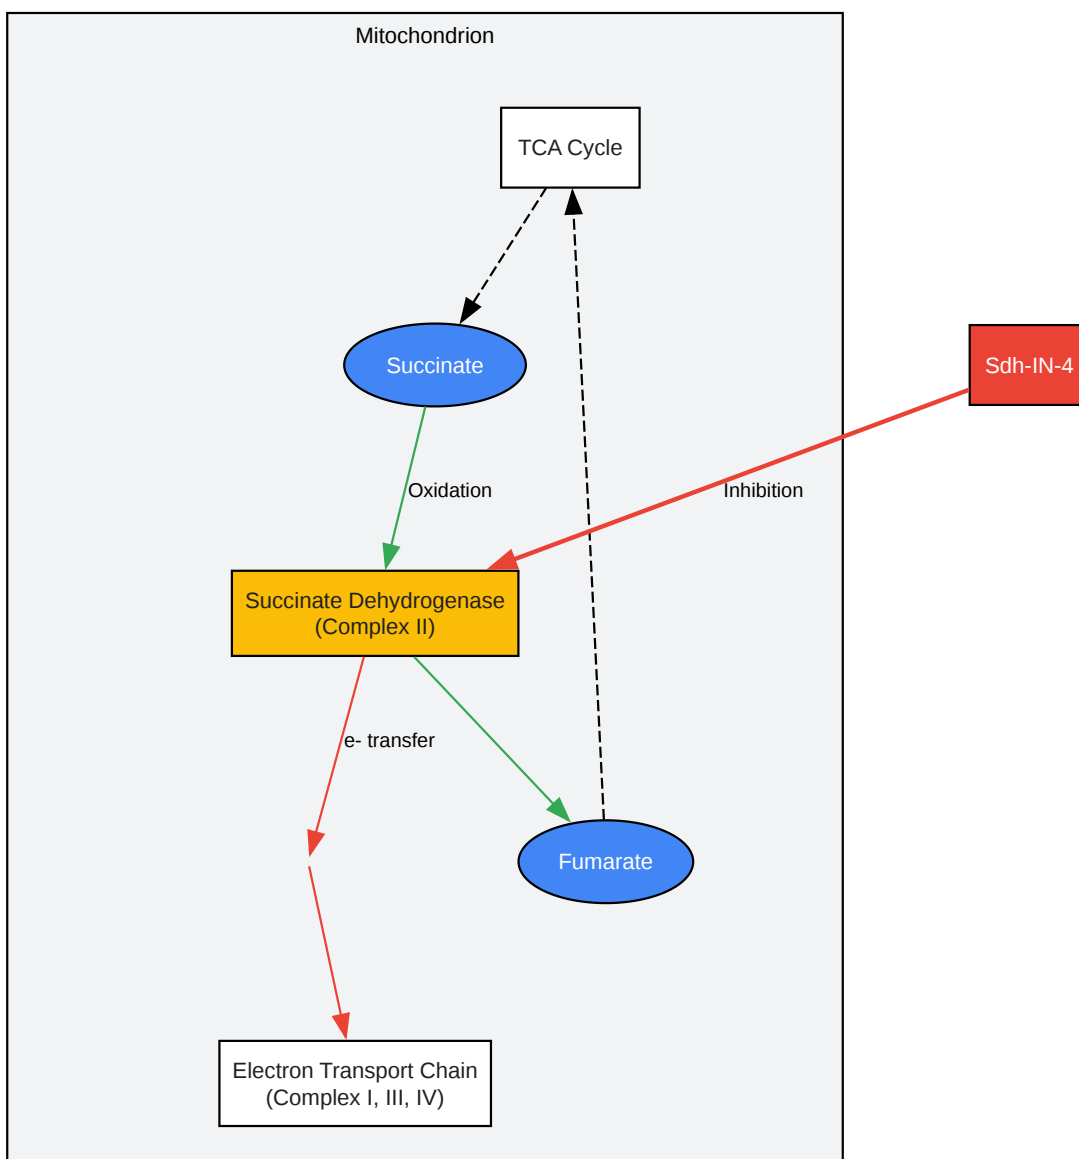 Mitochondrion
TCA Cycle
Succinate
Sdh-IN-4
Oxidation
Inhibition
Succinate Dehydrogenase
(Complex II)
e- transfer
Fumarate
Electron Transport Chain
(Complex I, III, IV)